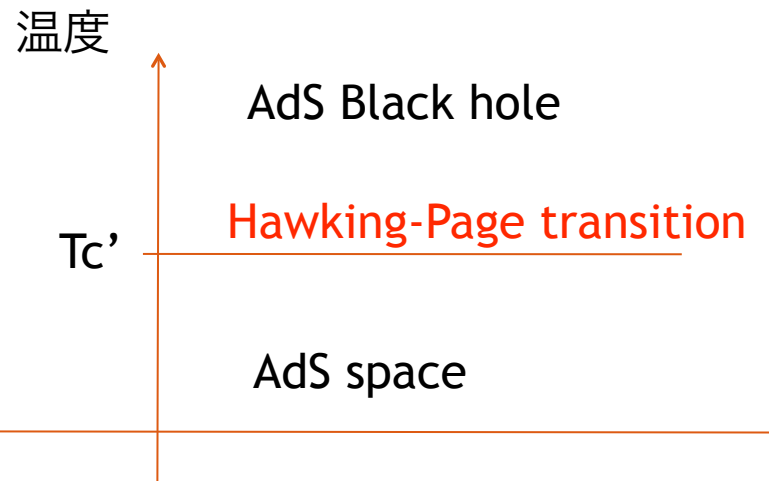 温度
AdS Black hole
Hawking-Page transition
Tc’
AdS space